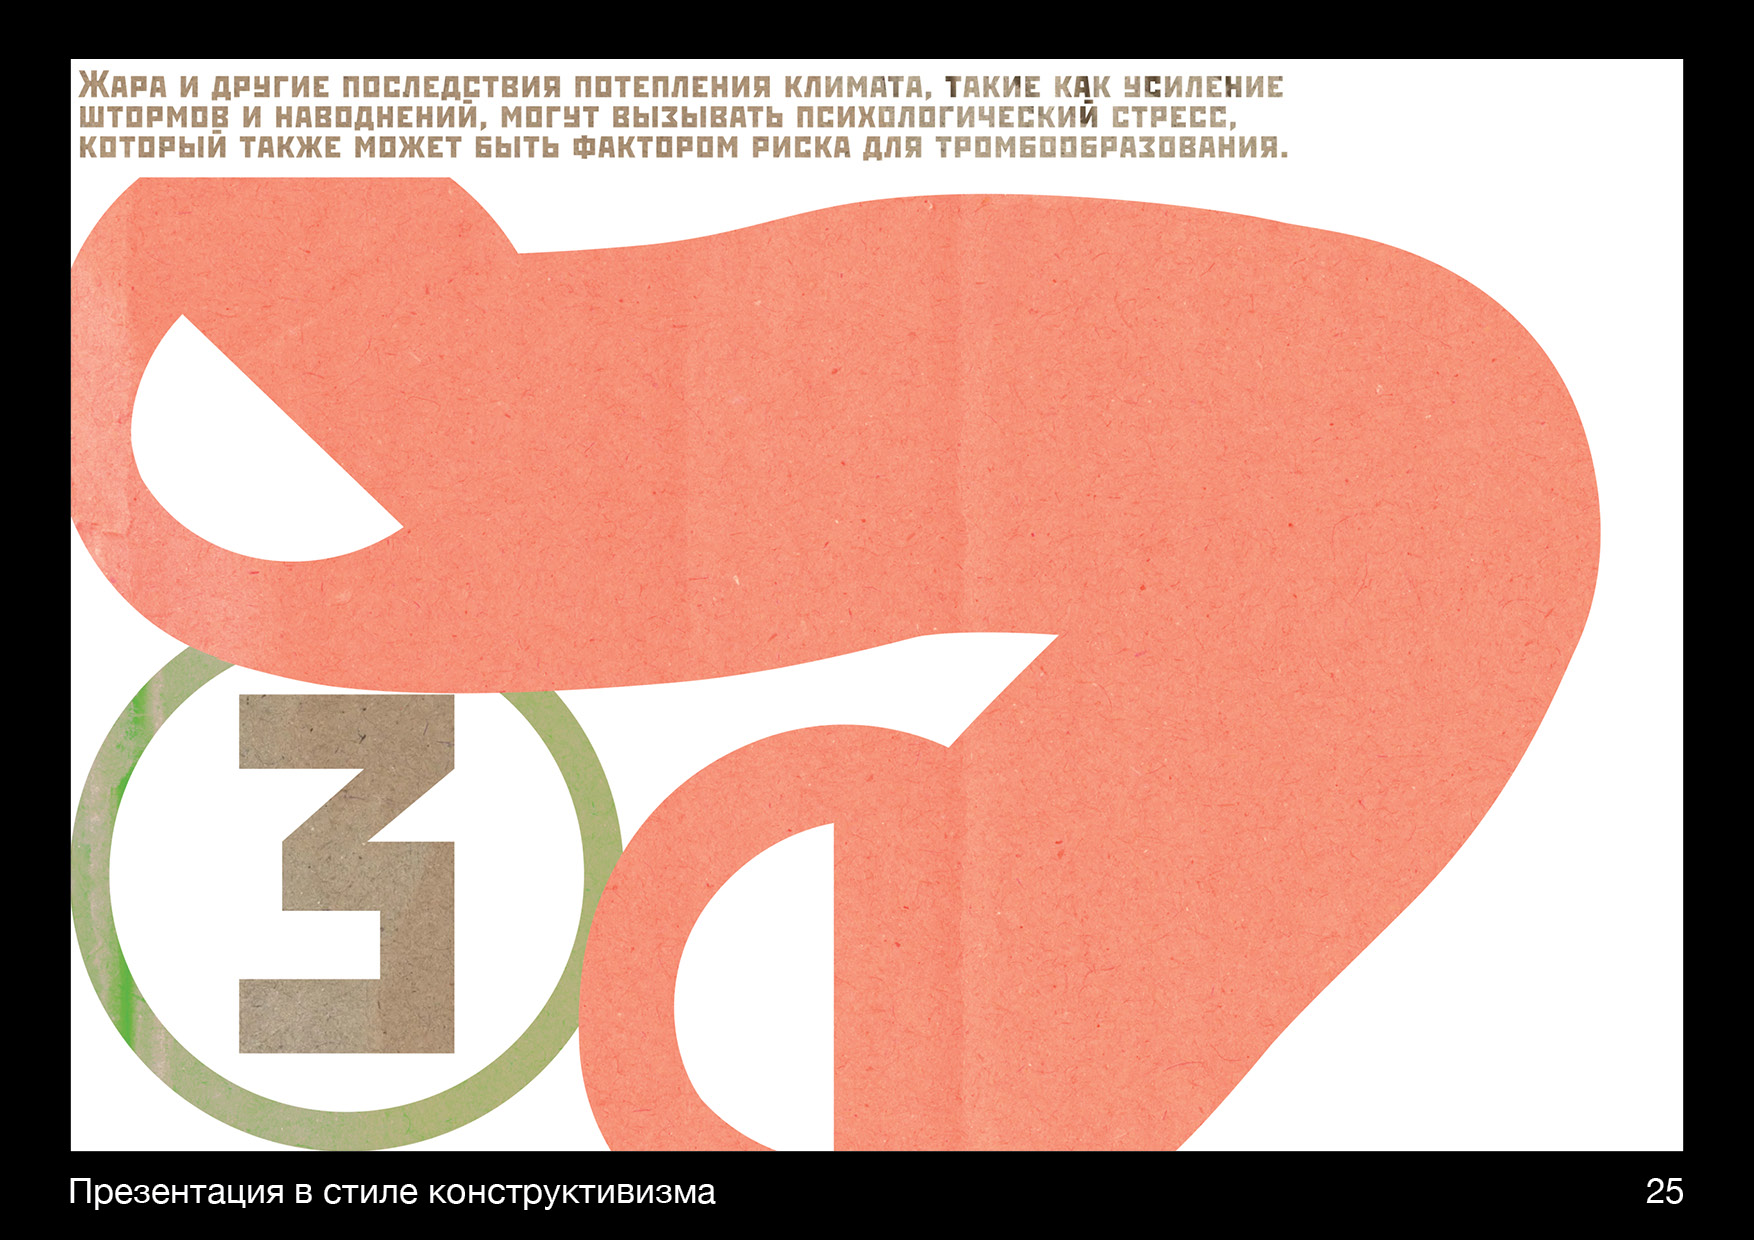 Жара и другие последствия потепления климата, такие как усиление
штормов и наводнений, могут вызывать психологический стресс,
который также может быть фактором риска для тромбообразования.
3
Презентация в стиле конструктивизма
25